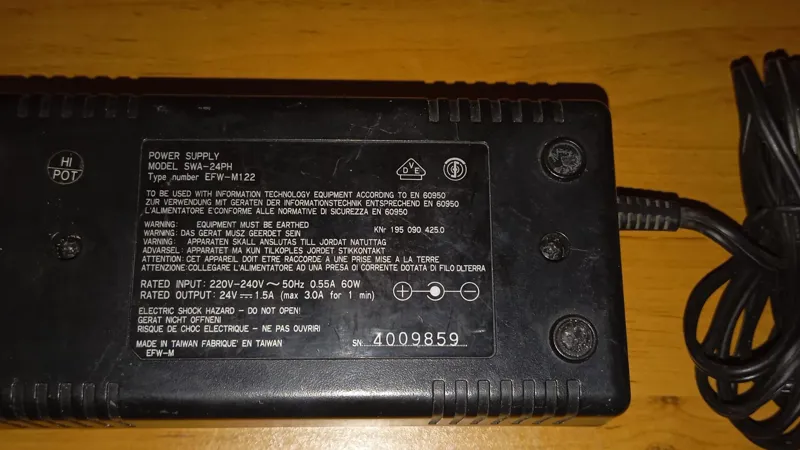 HI
POT
POWER SUPPLY
MODEL SWA-24PH
Type number EFW-M122
VDE
TO BE USED WITH INFORMATION TECHNOLOGY EQUIPMENT ACCORDING TO EN 60950
ZUR VERWENDUNG MIT GERATEN DER INFORMATIONSTECHNIK ENTSPRECHEND EN 60950
L'ALIMENTATORE E'CONFORME ALLE NORMATIVE DI SICUREZZA EN 60950
WARNING: EQUIPMENT MUST BE EARTHED
WARNING: DAS GERAT MUSZ GEERDET SEIN KNr 195 090 425.0
VARNING: APPARATEN SKALL ANSLUTAS TILL JORDAT NATUTTAG
ADVARSEL: APPARATET MA KUN TILKOPLES JORDET STIKKONTAKT
ATTENTION: CET APPAREIL DOIT ETRE RACCORDE A UNE PRISE MISE A LA TERRE
ATTENZIONE: COLLEGARE L'ALIMENTATORE AD UNA PRESA DI CORRENTE DOTATA DI FILO DI,TERRA
RATED INPUT: 220V-240V ~ 50Hz 0.55A 60W
RATED OUTPUT: 24V ⎓ 1.5A (max 3.0A for 1 min) + -
ELECTRIC SHOCK HAZARD - DO NOT OPEN!
GERAT NICHT OFFNEN!
RISQUE DE CHOC ELECTRIQUE - NE PAS OUVRIR!
MADE IN TAIWAN FABRIQUE' EN TAIWAN SN: 4009859
EFW-M